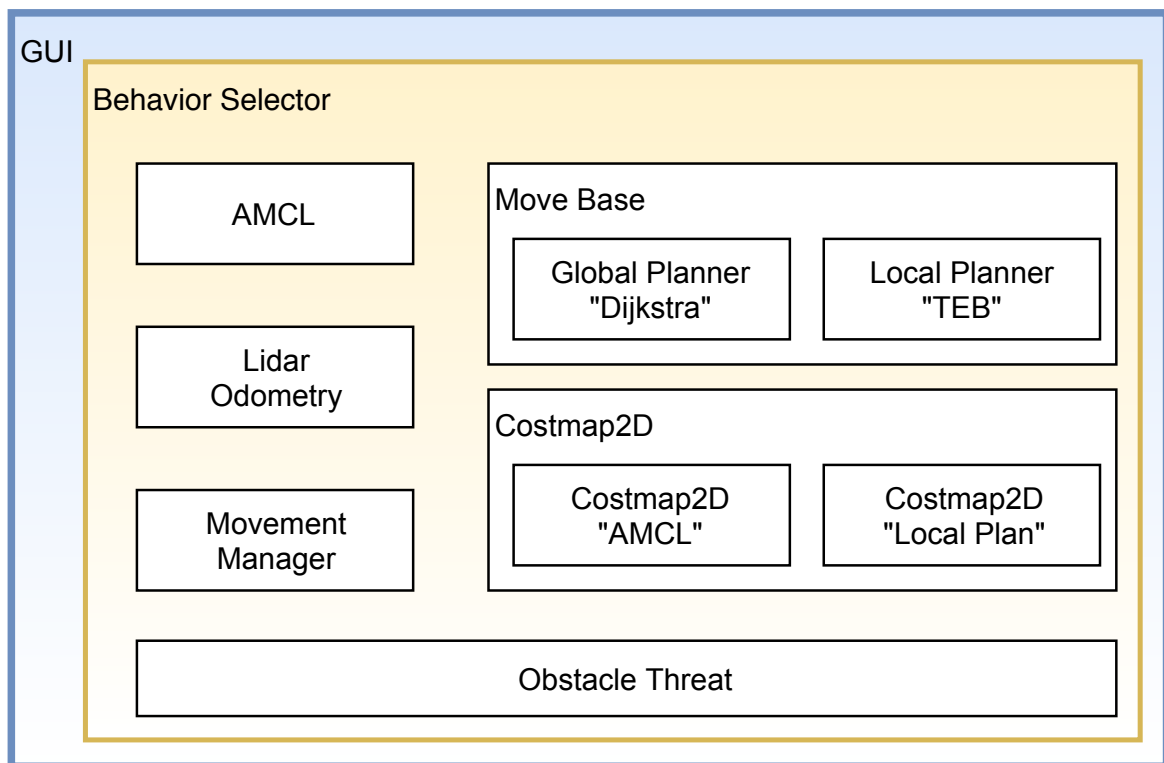 GUI
Behavior Selector
AMCL
Lidar
Odometry
Movement
Manager
Move Base
Global Planner
"Dijkstra"
Local Planner
"TEB"
Costmap2D
Costmap2D
"AMCL"
Costmap2D
"Local Plan"
Obstacle Threat